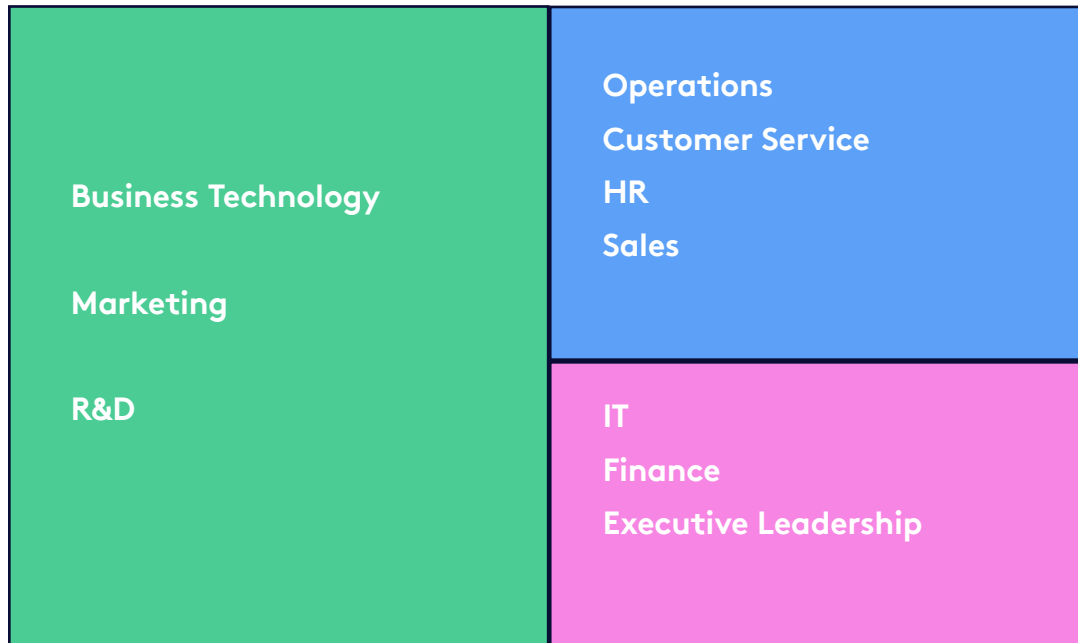 Business Technology
Marketing
R&D
Operations
Customer Service
HR
Sales
IT
Finance
Executive Leadership